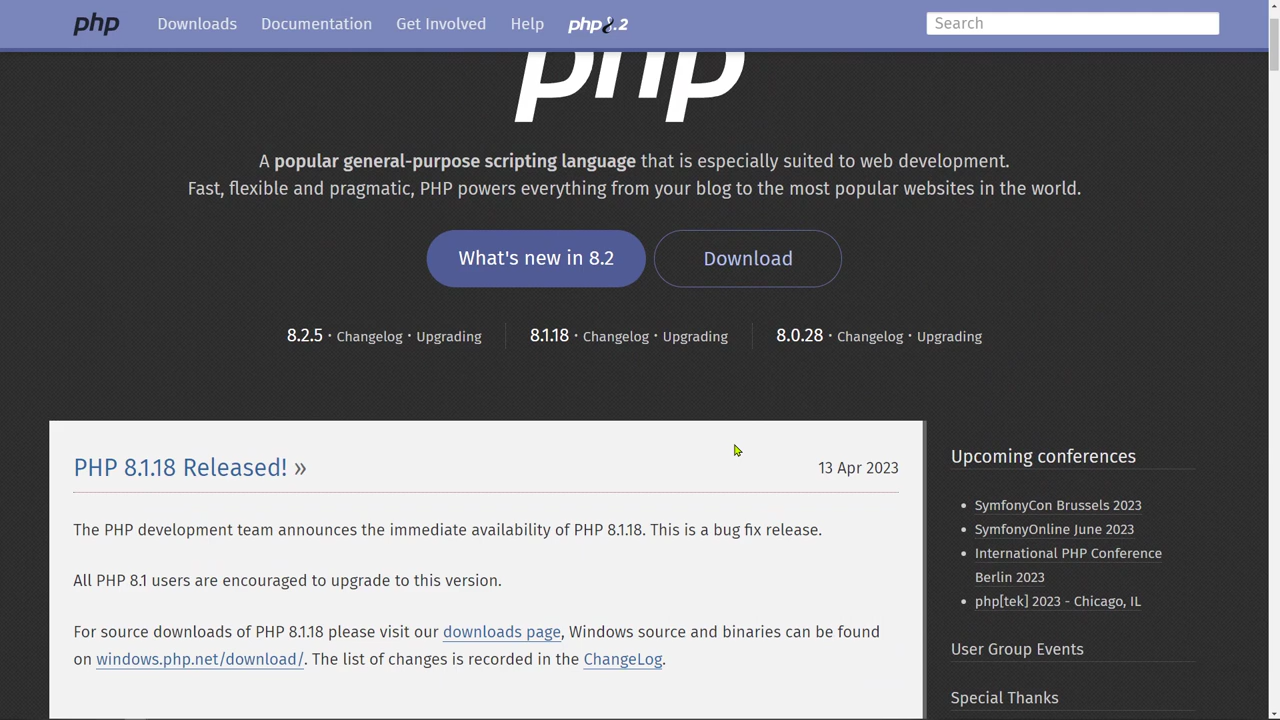 php Downloads Documentation Get Involved Help php8.2 Search
php
A popular general-purpose scripting language that is especially suited to web development.
Fast, flexible and pragmatic, PHP powers everything from your blog to the most popular websites in the world.
What's new in 8.2 Download
8.2.5 · Changelog · Upgrading 8.1.18 · Changelog · Upgrading 8.0.28 · Changelog · Upgrading
PHP 8.1.18 Released! » 13 Apr 2023
The PHP development team announces the immediate availability of PHP 8.1.18. This is a bug fix release.
All PHP 8.1 users are encouraged to upgrade to this version.
For source downloads of PHP 8.1.18 please visit our downloads page, Windows source and binaries can be found
on windows.php.net/download/. The list of changes is recorded in the ChangeLog.
Upcoming conferences
SymfonyCon Brussels 2023
SymfonyOnline June 2023
International PHP Conference
Berlin 2023
php[tek] 2023 - Chicago, IL
User Group Events
Special Thanks